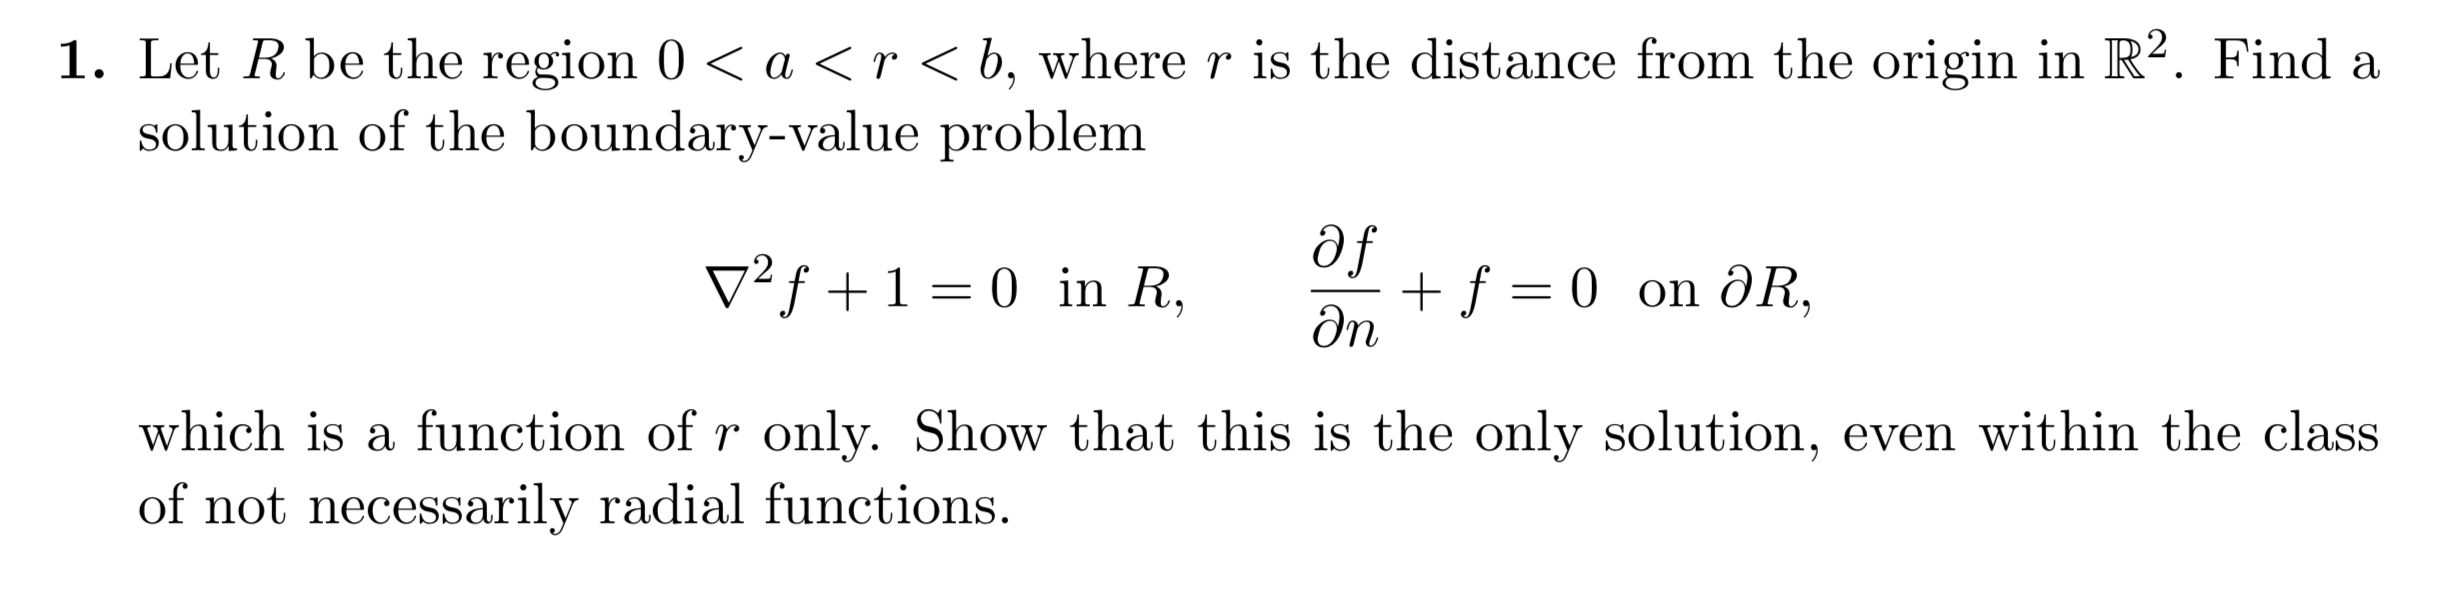 1. Let R be the region 0 < a < r < b, where r is the distance from the origin in ℝ². Find a
solution of the boundary-value problem
∇²f + 1 = 0 in R, ∂f/∂n + f = 0 on ∂R,
which is a function of r only. Show that this is the only solution, even within the class
of not necessarily radial functions.